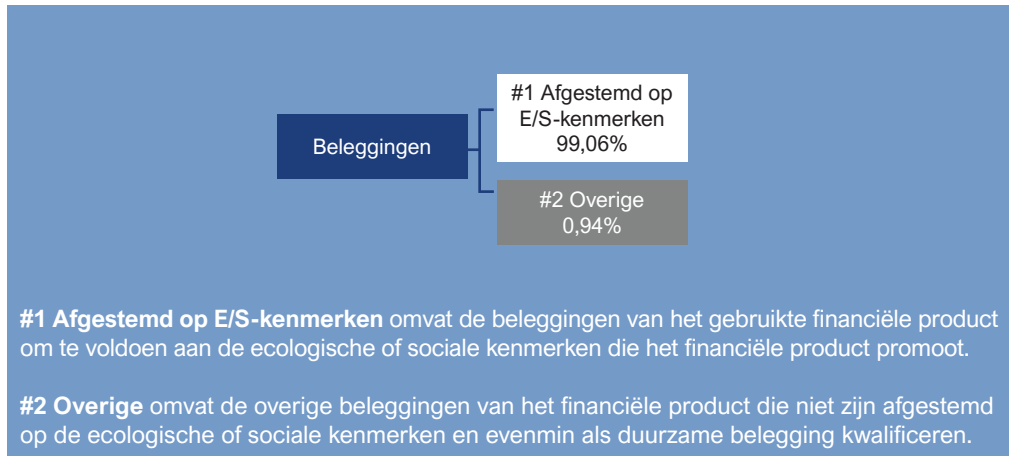 #1 Afgestemd op
E/S-kenmerken
99,06%
Beleggingen
#2 Overige
0,94%
#1 Afgestemd op E/S-kenmerken omvat de beleggingen van het gebruikte financiële product
om te voldoen aan de ecologische of sociale kenmerken die het financiële product promoot.
#2 Overige omvat de overige beleggingen van het financiële product die niet zijn afgestemd
op de ecologische of sociale kenmerken en evenmin als duurzame belegging kwalificeren.